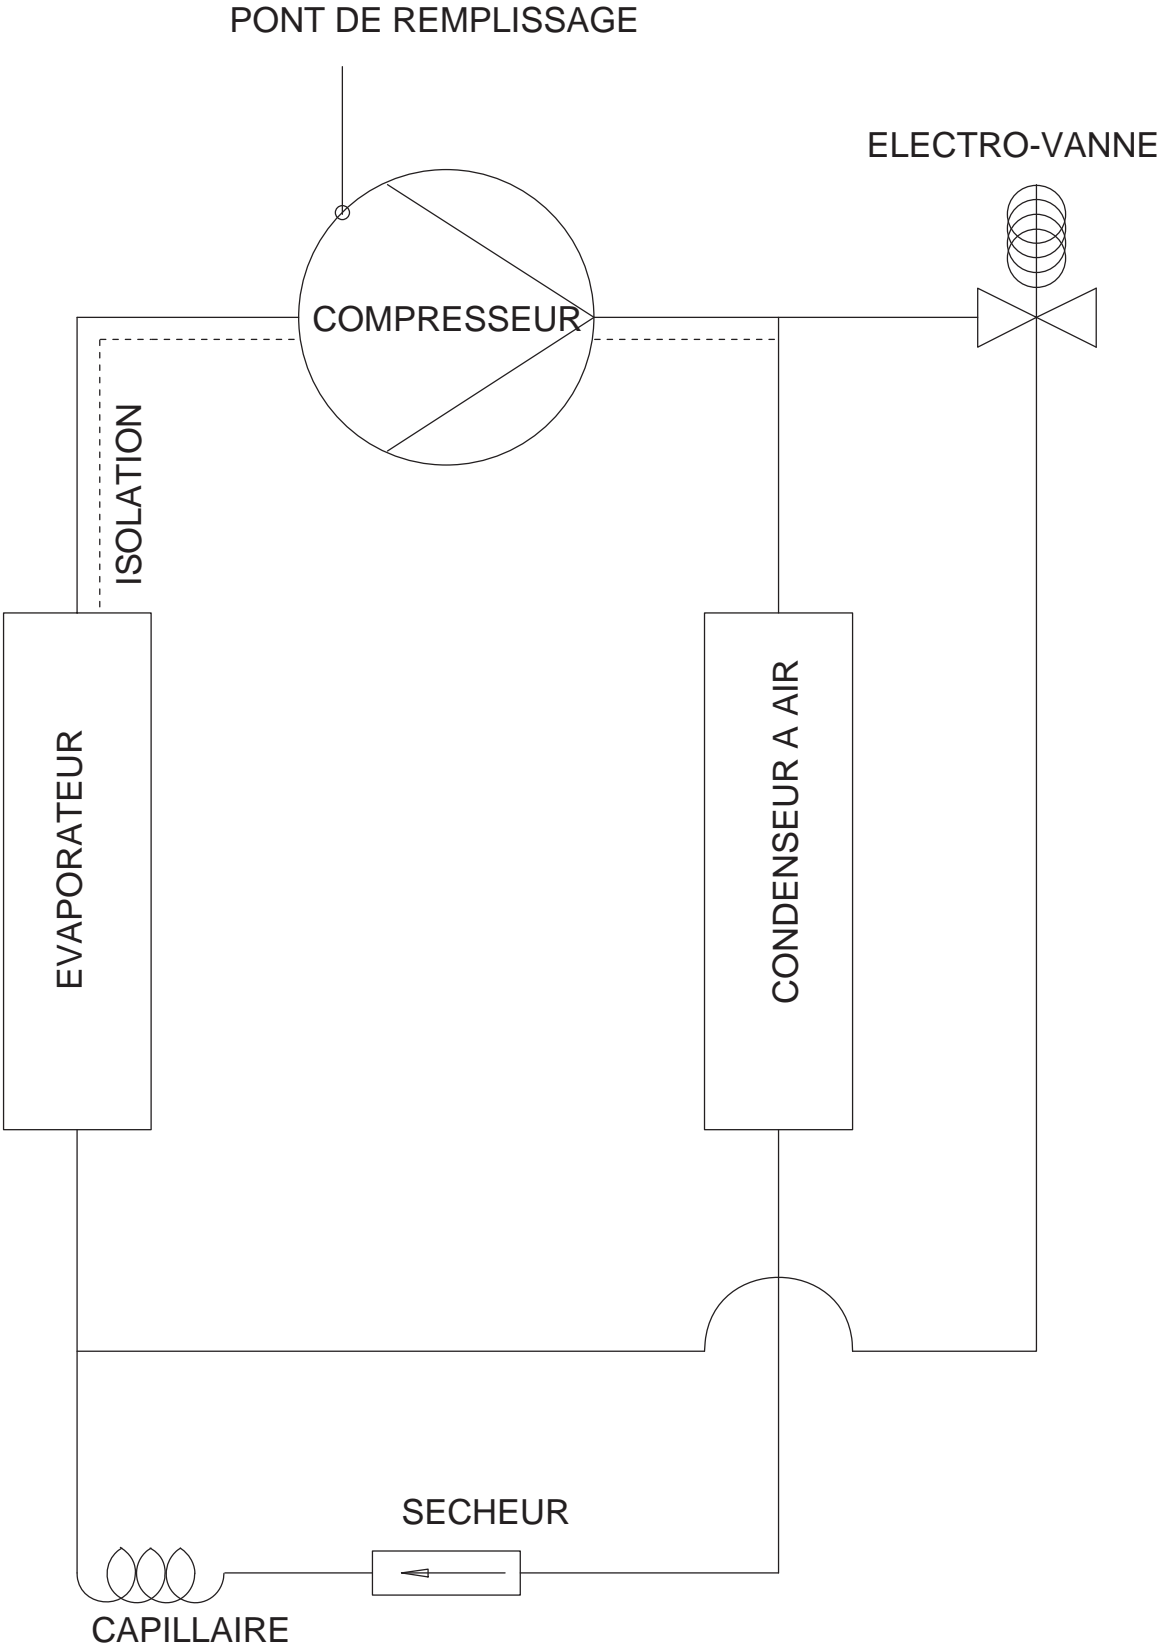 PONT DE REMPLISSAGE
ELECTRO-VANNE
COMPRESSEUR
ISOLATION
EVAPORATEUR
CONDENSEUR A AIR
SECHEUR
CAPILLAIRE